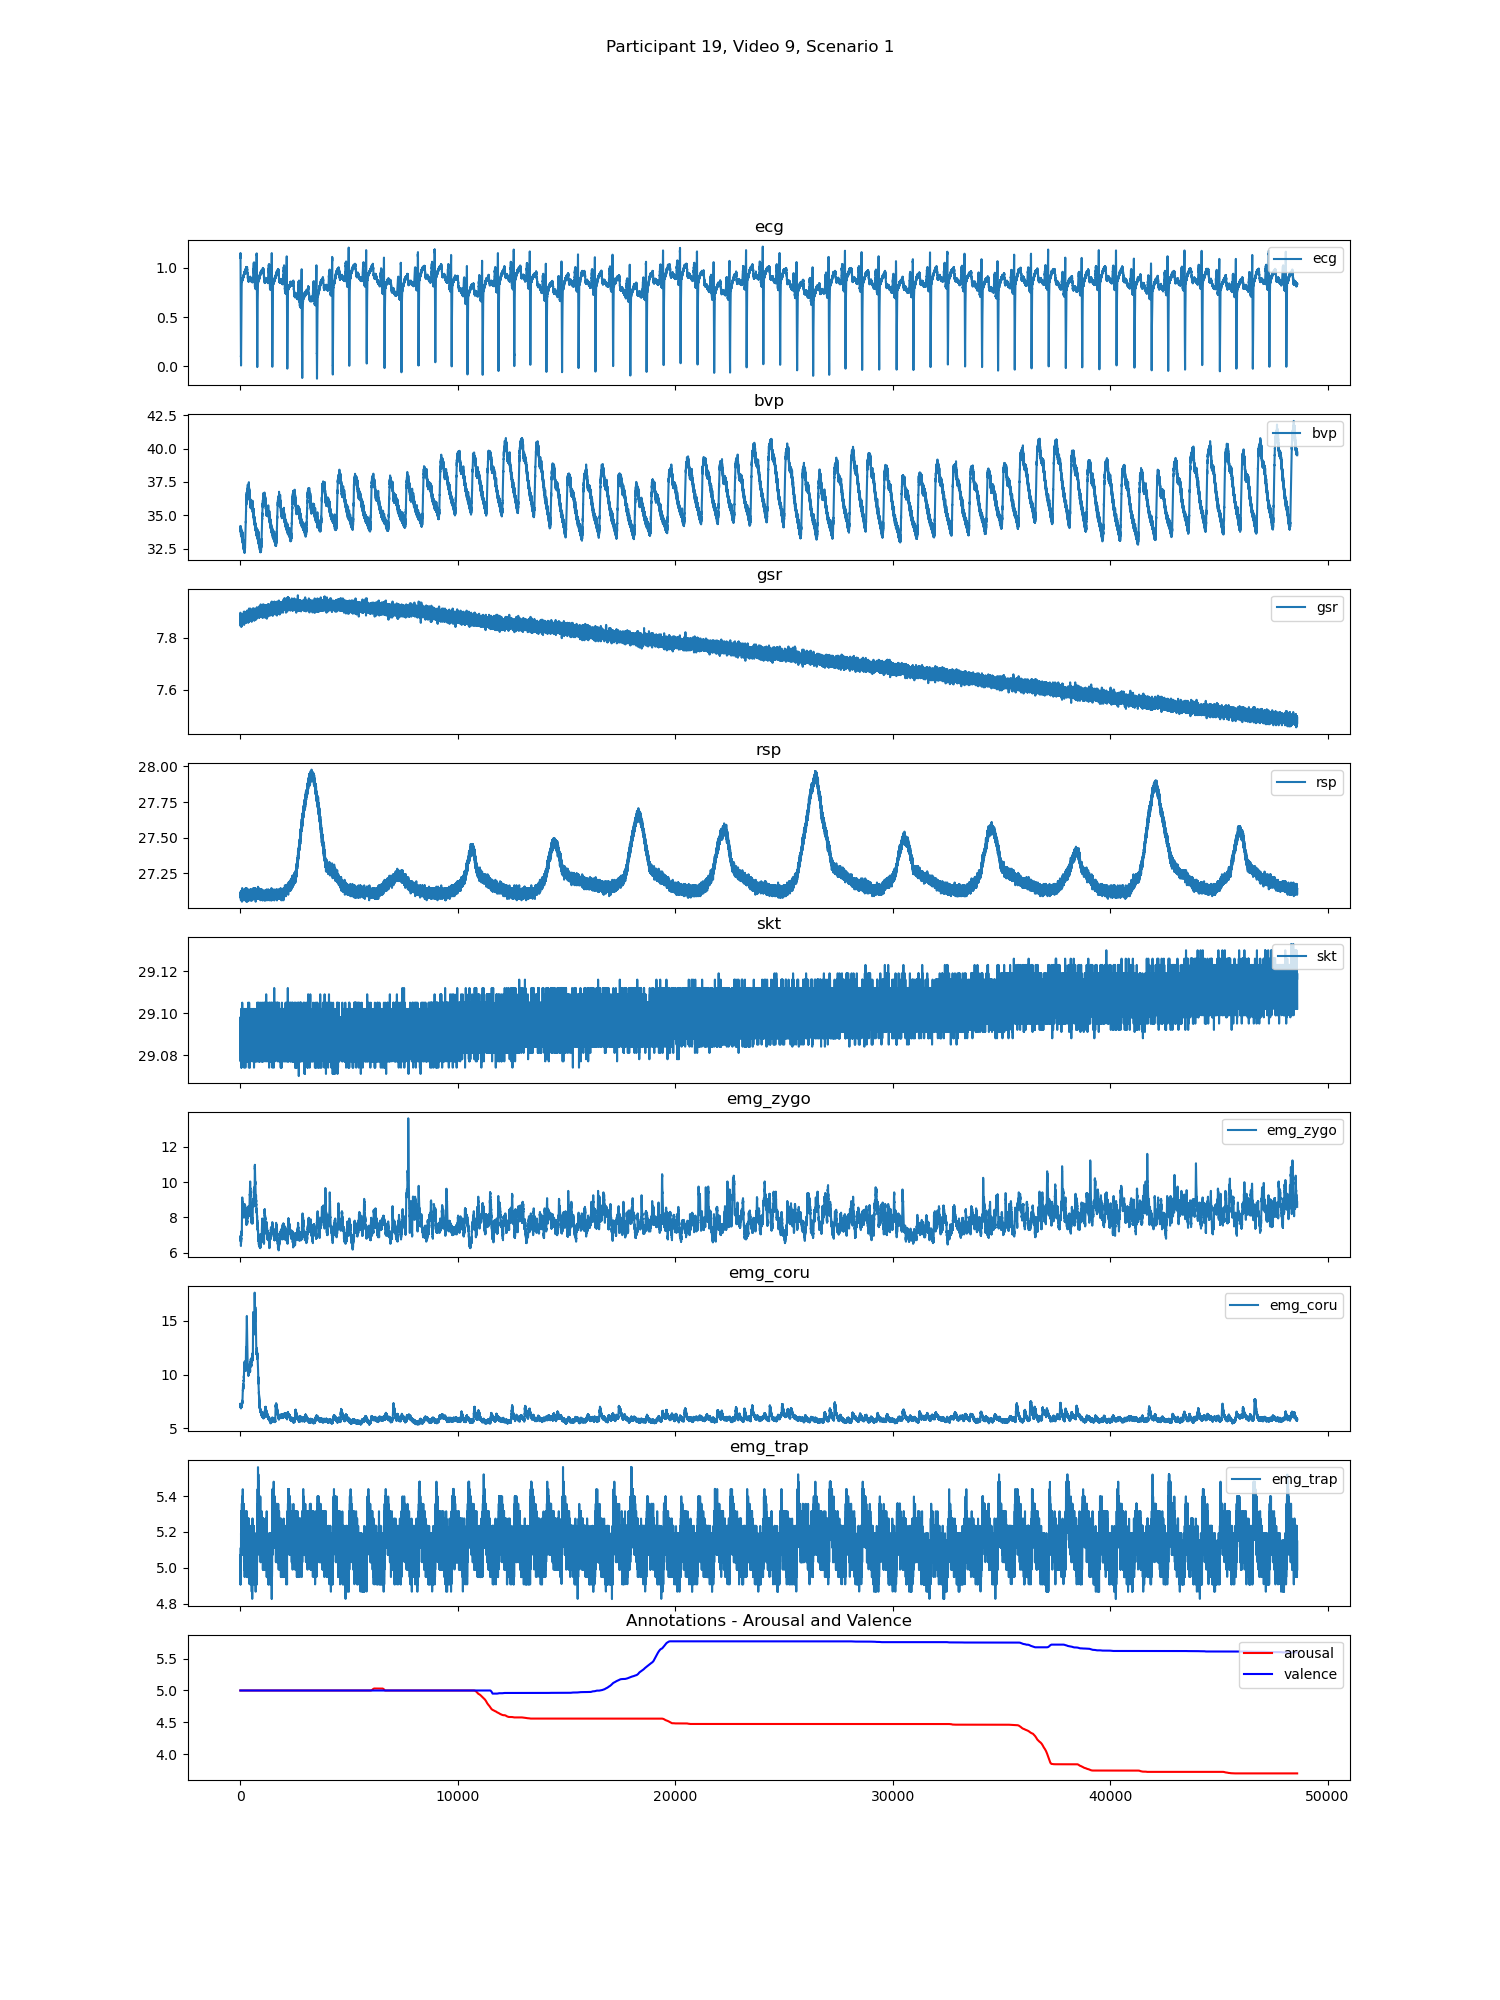 Participant 19, Video 9, Scenario 1
ecg
1.0
0.5
0.0
ecg
bvp
42.5
40.0
37.5
35.0
32.5
bvp
gsr
7.8
7.6
gsr
rsp
28.00
27.75
27.50
27.25
rsp
skt
29.12
29.10
29.08
skt
emg_zygo
12
10
8
6
emg_zygo
emg_coru
15
10
5
emg_coru
emg_trap
5.4
5.2
5.0
4.8
emg_trap
Annotations - Arousal and Valence
5.5
5.0
4.5
4.0
arousal
valence
0 10000 20000 30000 40000 50000